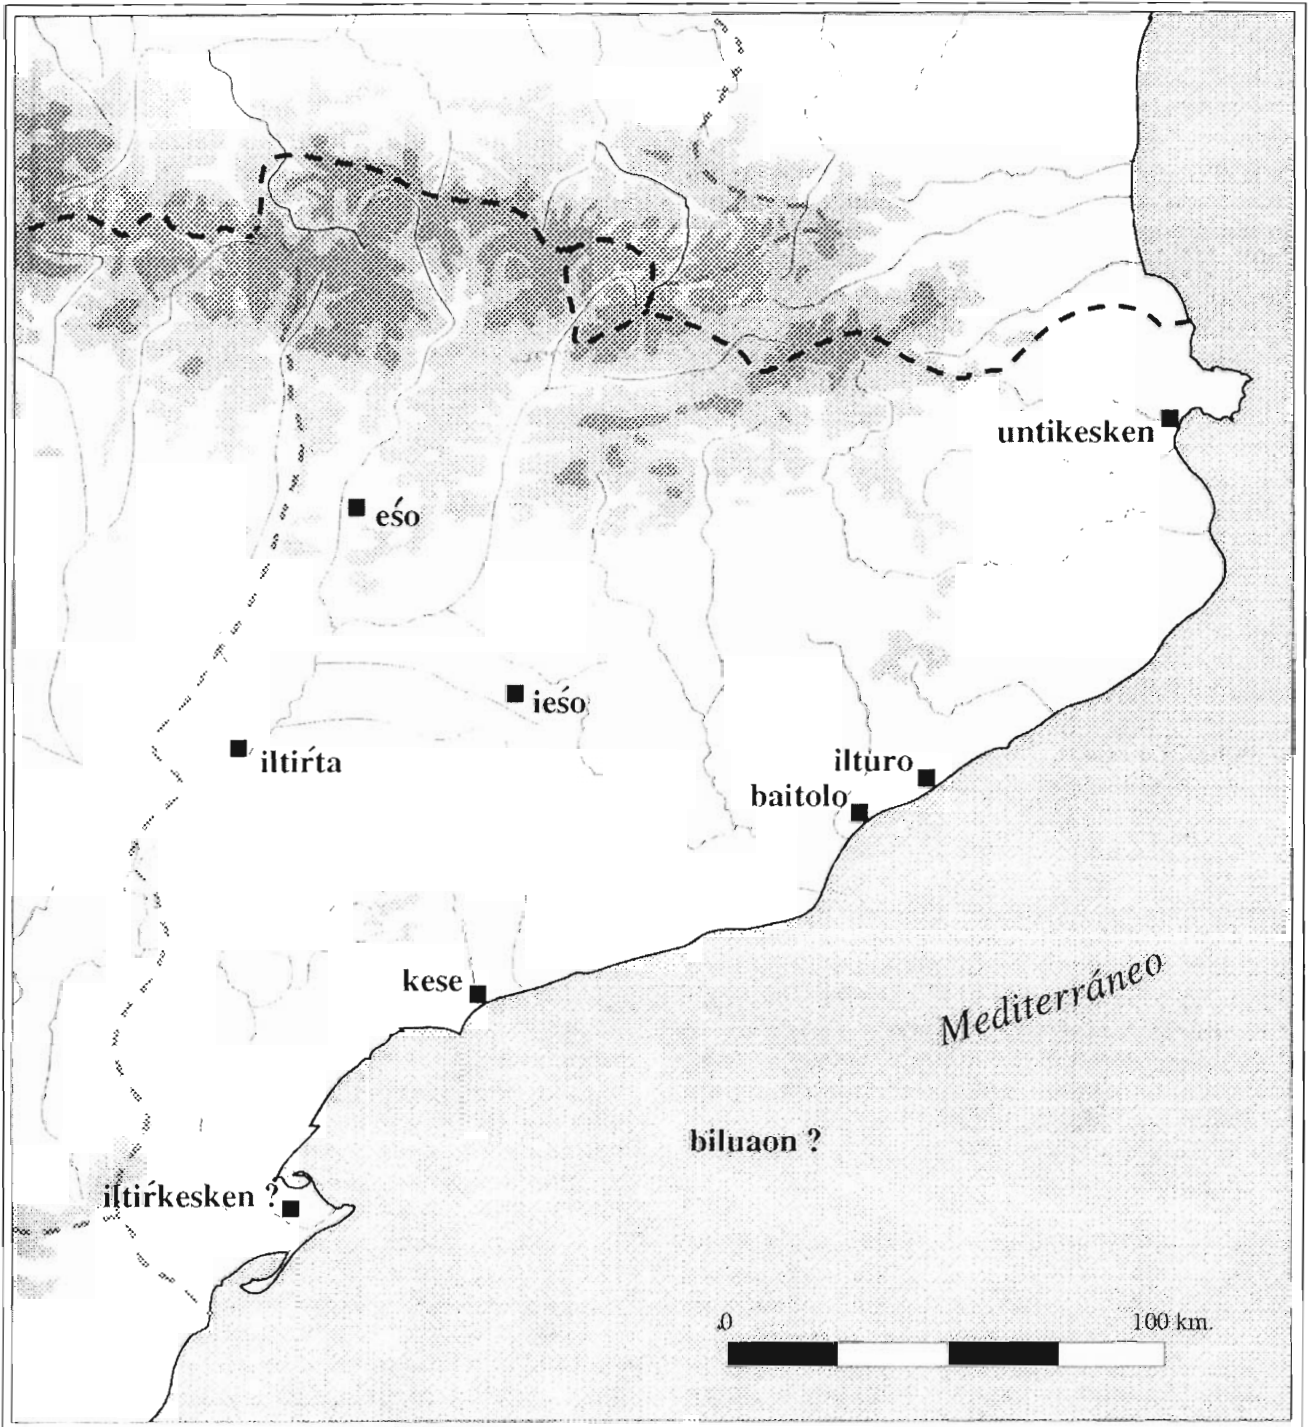 untikesken
eśo
ieśo
iltiŕta
ilturo
baitolo
kese
Mediterráneo
biluaon ?
iltiŕkesken ?
0 100 km.